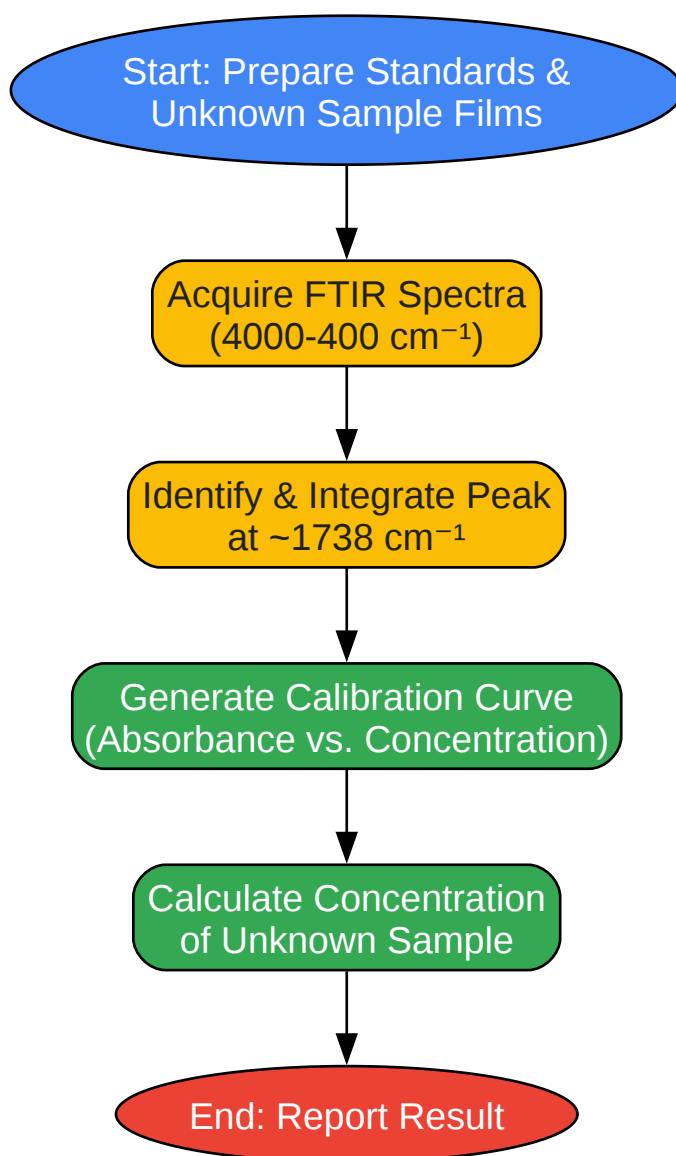 Start: Prepare Standards &
Unknown Sample Films
Acquire FTIR Spectra
(4000-400 cm⁻¹)
Identify & Integrate Peak
at ~1738 cm⁻¹
Generate Calibration Curve
(Absorbance vs. Concentration)
Calculate Concentration
of Unknown Sample
End: Report Result